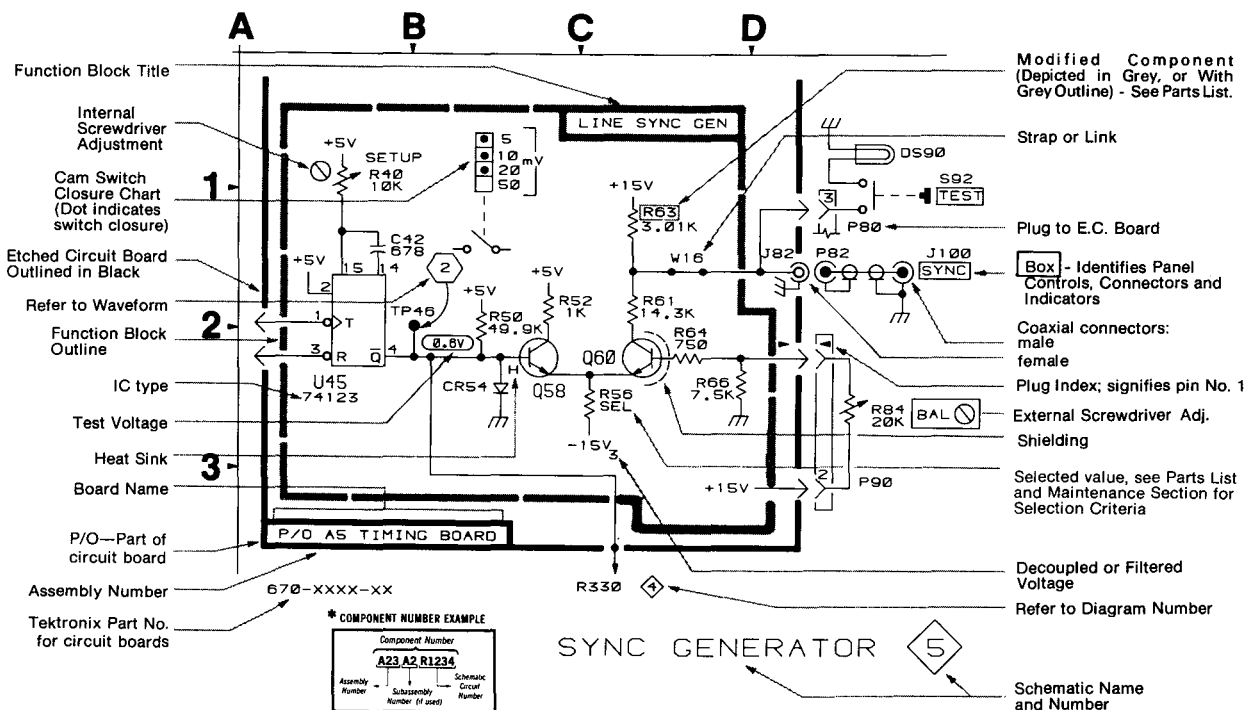 A
B
C
D
1
2
3
Function Block Title
Internal
Screwdriver
Adjustment
Cam Switch
Closure Chart
(Dot indicates
switch closure)
Etched Circuit Board
Outlined in Black
Refer to Waveform
Function Block
Outline
IC type
Test Voltage
Heat Sink
Board Name
P/O—Part of
circuit board
Assembly Number
Tektronix Part No.
for circuit boards
LINE SYNC GEN
+5V
SETUP
R40
10K
5
10
20
50
mV
C42
678
+5V
2
15
14
1
T
3
R
Q
4
U45
74123
2
TP46
0.6V
+5V
R50
49.9K
CR54
H
+5V
R52
1K
Q58
Q60
+15V
R63
3.01K
W16
R61
14.3K
R64
750
R66
7.5K
R56
SEL
-15V
3
+15V
P/O A5 TIMING BOARD
670-XXXX-XX
R330
4
DS90
S92
TEST
3
P80
J82
P82
J100
SYNC
R84
20K
BAL
2
P90
Modified Component
(Depicted in Grey, or With
Grey Outline) - See Parts List.
Strap or Link
Plug to E.C. Board
Box - Identifies Panel
Controls, Connectors and
Indicators
Coaxial connectors:
male
female
Plug Index; signifies pin No. 1
External Screwdriver Adj.
Shielding
Selected value, see Parts List
and Maintenance Section for
Selection Criteria
Decoupled or Filtered
Voltage
Refer to Diagram Number
* COMPONENT NUMBER EXAMPLE
Component Number
A23 A2 R1234
Assembly
Number
Subassembly
Number (if used)
Schematic
Circuit
Number
SYNC GENERATOR
5
Schematic Name
and Number